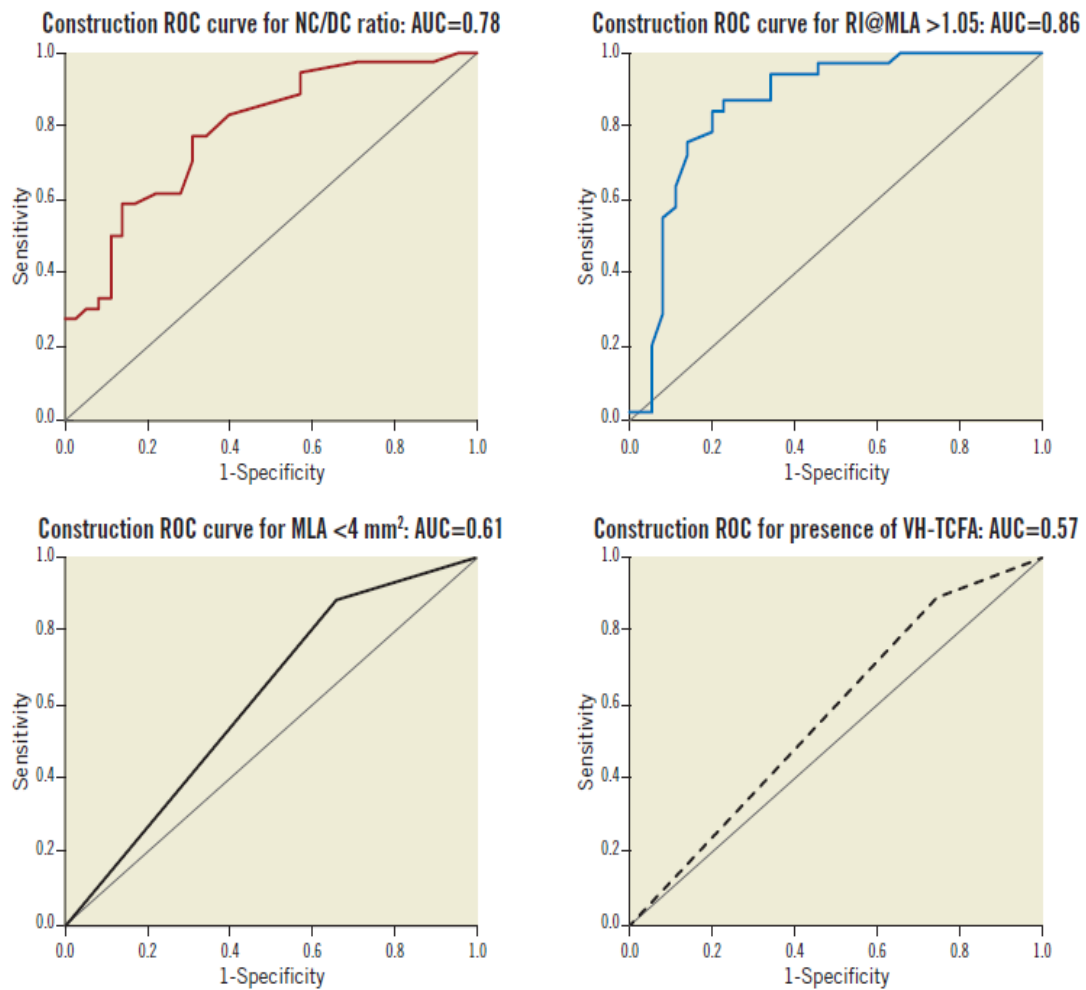 Construction ROC curve for NC/DC ratio: AUC=0.78
1.0
0.8
0.6
0.4
0.2
0.0
Sensitivity
0.0 0.2 0.4 0.6 0.8 1.0
1-Specificity
Construction ROC curve for RI@MLA >1.05: AUC=0.86
1.0
0.8
0.6
0.4
0.2
0.0
Sensitivity
0.0 0.2 0.4 0.6 0.8 1.0
1-Specificity
Construction ROC curve for MLA <4 mm²: AUC=0.61
1.0
0.8
0.6
0.4
0.2
0.0
Sensitivity
0.0 0.2 0.4 0.6 0.8 1.0
1-Specificity
Construction ROC for presence of VH-TCFA: AUC=0.57
1.0
0.8
0.6
0.4
0.2
0.0
Sensitivity
0.0 0.2 0.4 0.6 0.8 1.0
1-Specificity